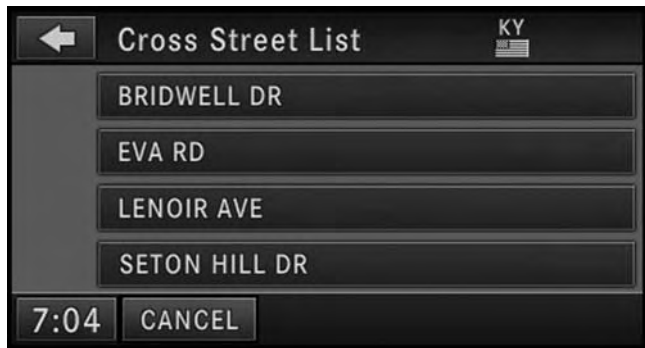 Cross Street List
KY
BRIDWELL DR
EVA RD
LENOIR AVE
SETON HILL DR
7:04
CANCEL